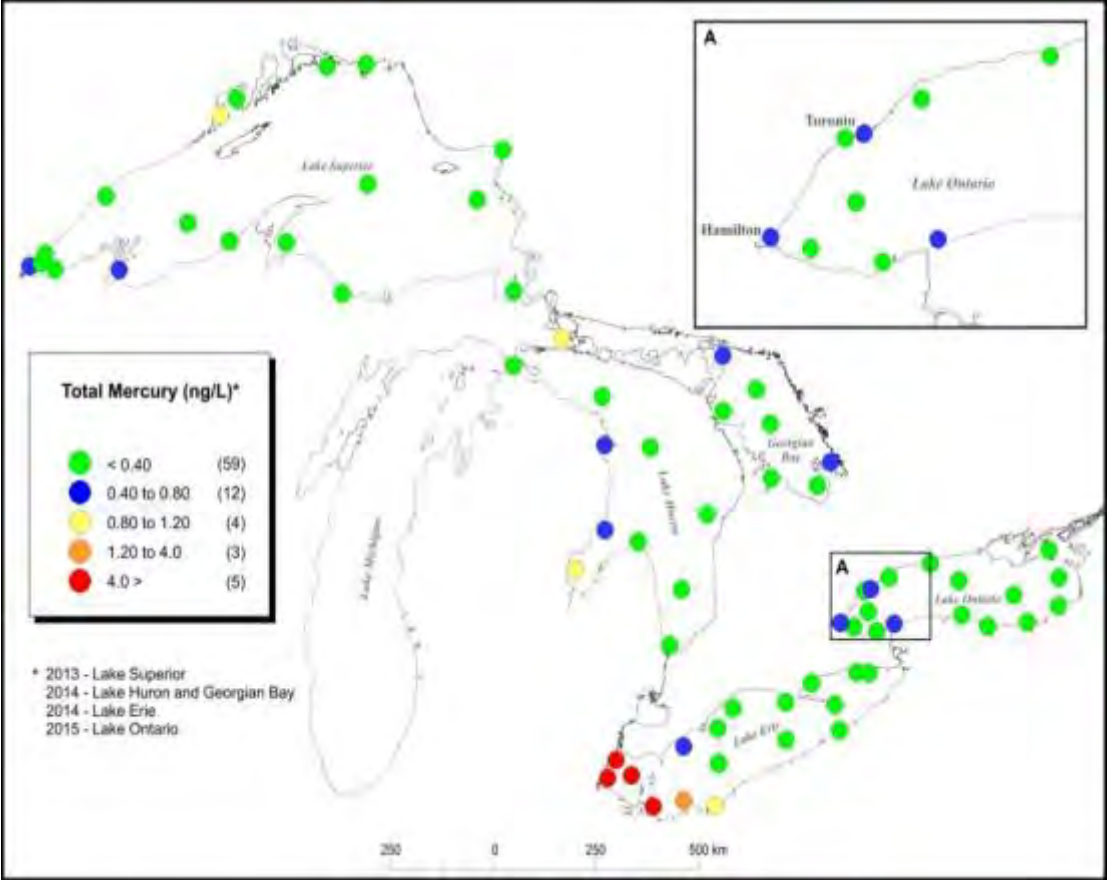 A
Toronto
Lake Superior
Lake Ontario
Hamilton
Total Mercury (ng/L)*
< 0.40 (59)
0.40 to 0.80 (12)
0.80 to 1.20 (4)
1.20 to 4.0 (3)
4.0 > (5)
Georgian
Bay
Lake Huron
Lake Michigan
A
Lake Ontario
* 2013 - Lake Superior
2014 - Lake Huron and Georgian Bay
2014 - Lake Erie
2015 - Lake Ontario
Lake Erie
250 0 250 500 km